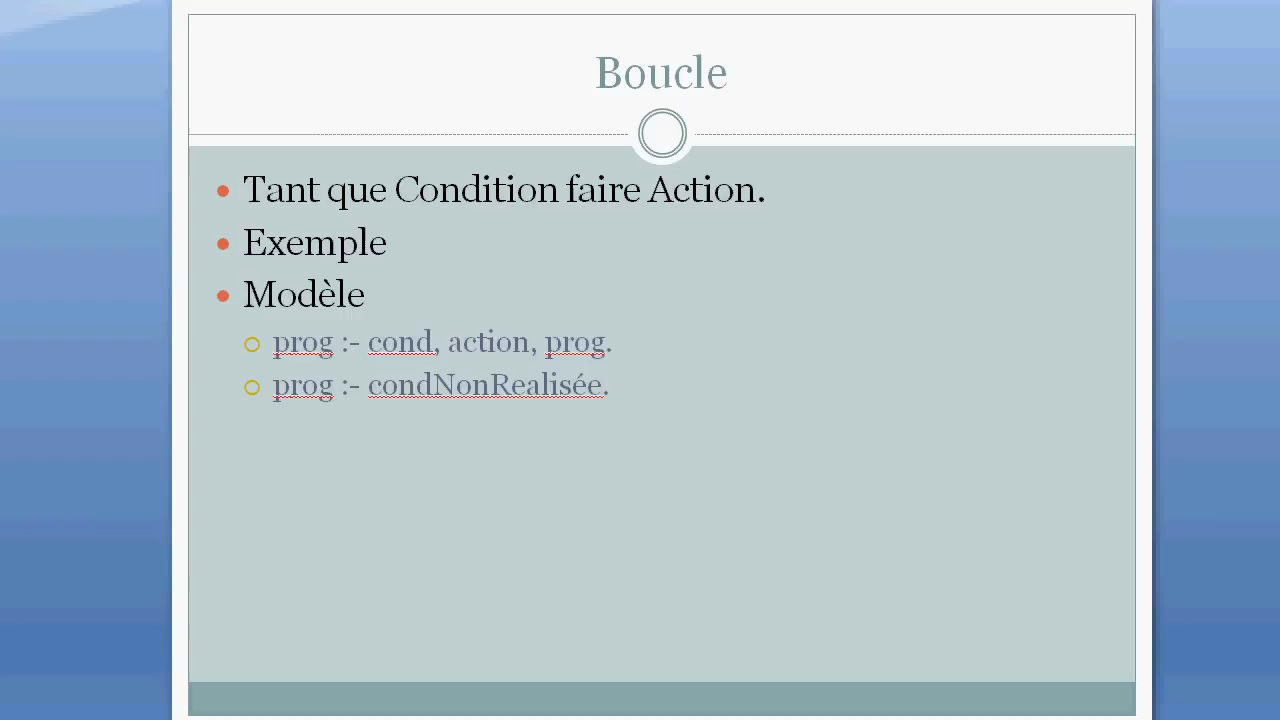 Boucle
Tant que Condition faire Action.
Exemple
Modèle
prog :- cond, action, prog.
prog :- condNonRealisée.